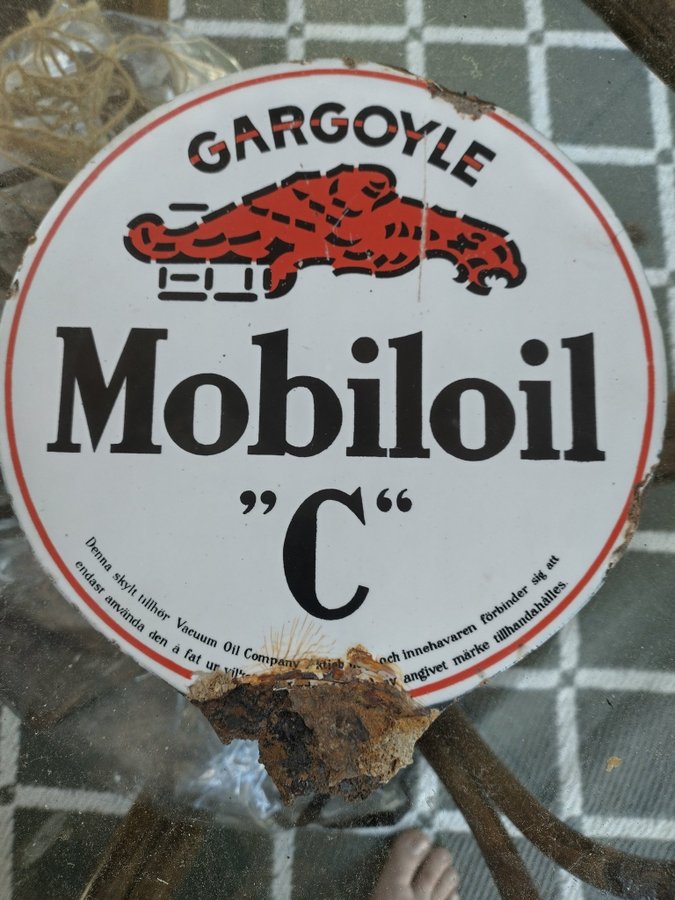 GARGOYLE
Mobiloil
”C“
Denna skylt tillhör Vacuum Oil Company och innehavaren förbinder sig att
endast använda den å fat ur angivet märke tillhandahålles.